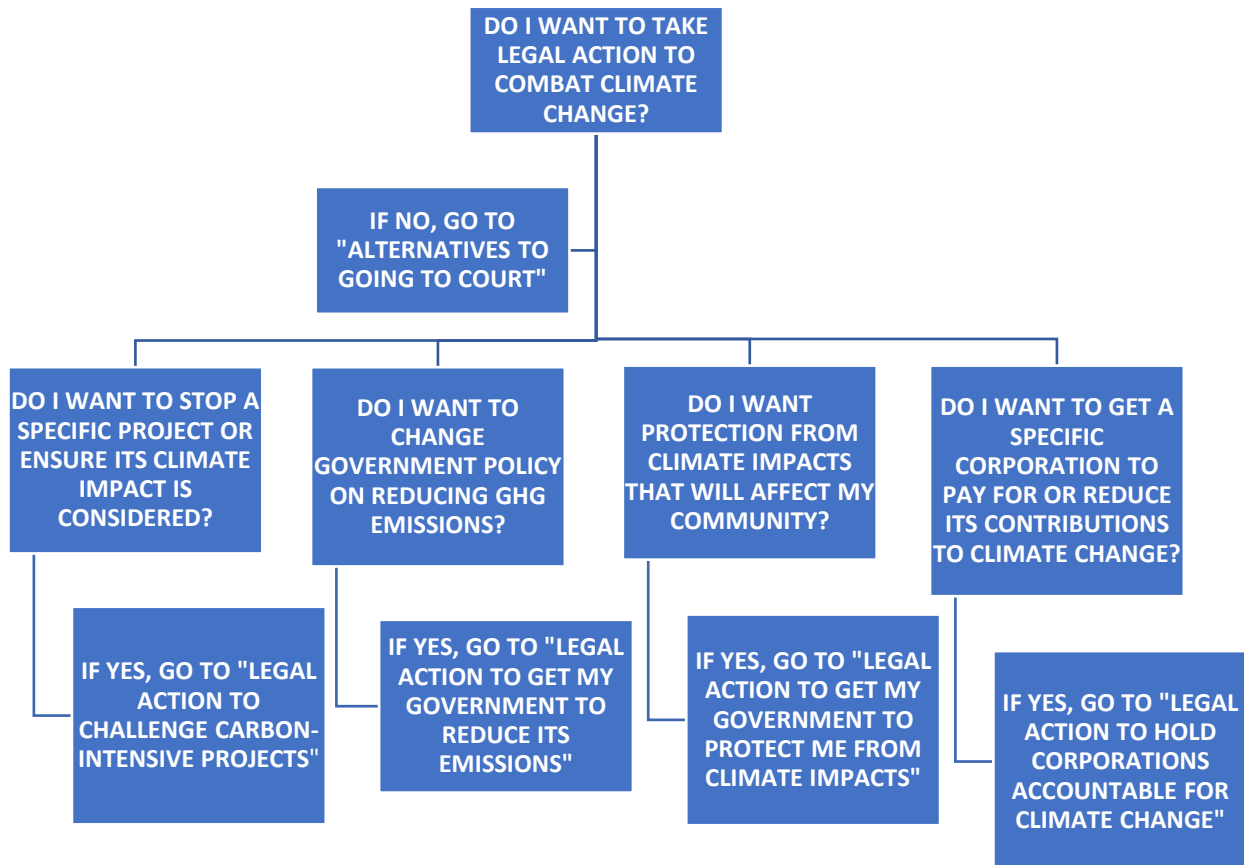 DO I WANT TO TAKE
LEGAL ACTION TO
COMBAT CLIMATE
CHANGE?
IF NO, GO TO
"ALTERNATIVES TO
GOING TO COURT"
DO I WANT TO STOP A
SPECIFIC PROJECT OR
ENSURE ITS CLIMATE
IMPACT IS
CONSIDERED?
IF YES, GO TO "LEGAL
ACTION TO
CHALLENGE CARBON-
INTENSIVE PROJECTS"
DO I WANT TO
CHANGE
GOVERNMENT POLICY
ON REDUCING GHG
EMISSIONS?
IF YES, GO TO "LEGAL
ACTION TO GET MY
GOVERNMENT TO
REDUCE ITS
EMISSIONS"
DO I WANT
PROTECTION FROM
CLIMATE IMPACTS
THAT WILL AFFECT MY
COMMUNITY?
IF YES, GO TO "LEGAL
ACTION TO GET MY
GOVERNMENT TO
PROTECT ME FROM
CLIMATE IMPACTS"
DO I WANT TO GET A
SPECIFIC
CORPORATION TO
PAY FOR OR REDUCE
ITS CONTRIBUTIONS
TO CLIMATE CHANGE?
IF YES, GO TO "LEGAL
ACTION TO HOLD
CORPORATIONS
ACCOUNTABLE FOR
CLIMATE CHANGE"